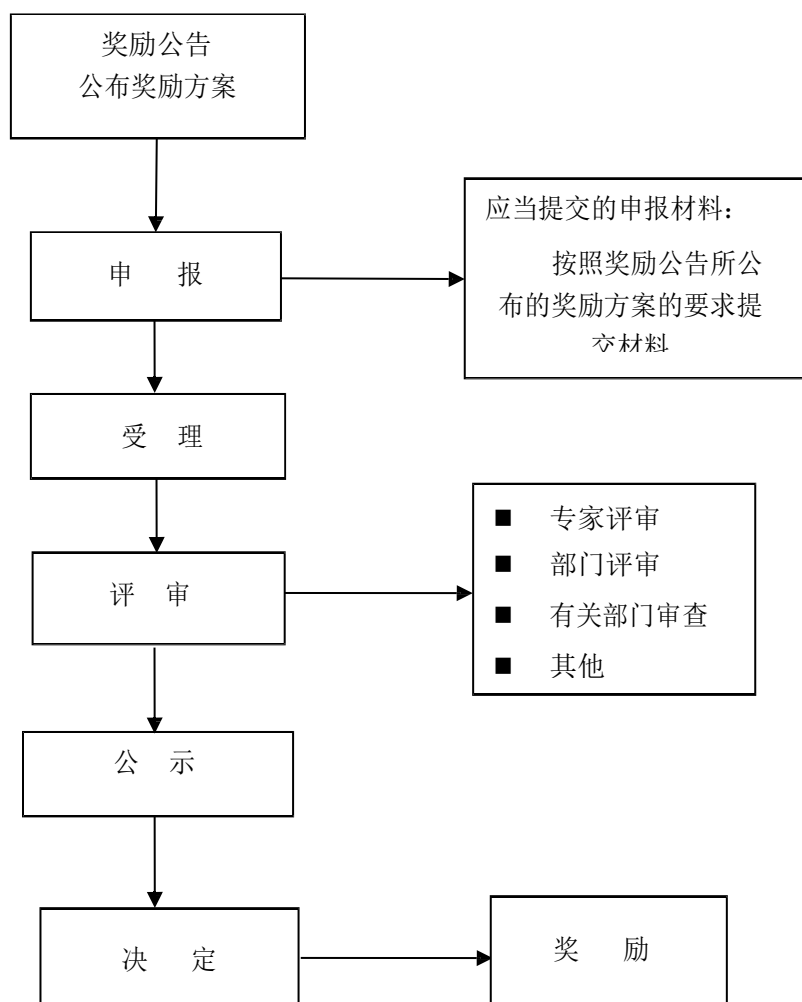 奖励公告
公布奖励方案
申 报
应当提交的申报材料：
按照奖励公告所公
布的奖励方案的要求提
交材料
受 理
评 审
■ 专家评审
■ 部门评审
■ 有关部门审查
■ 其他
公 示
决 定
奖 励